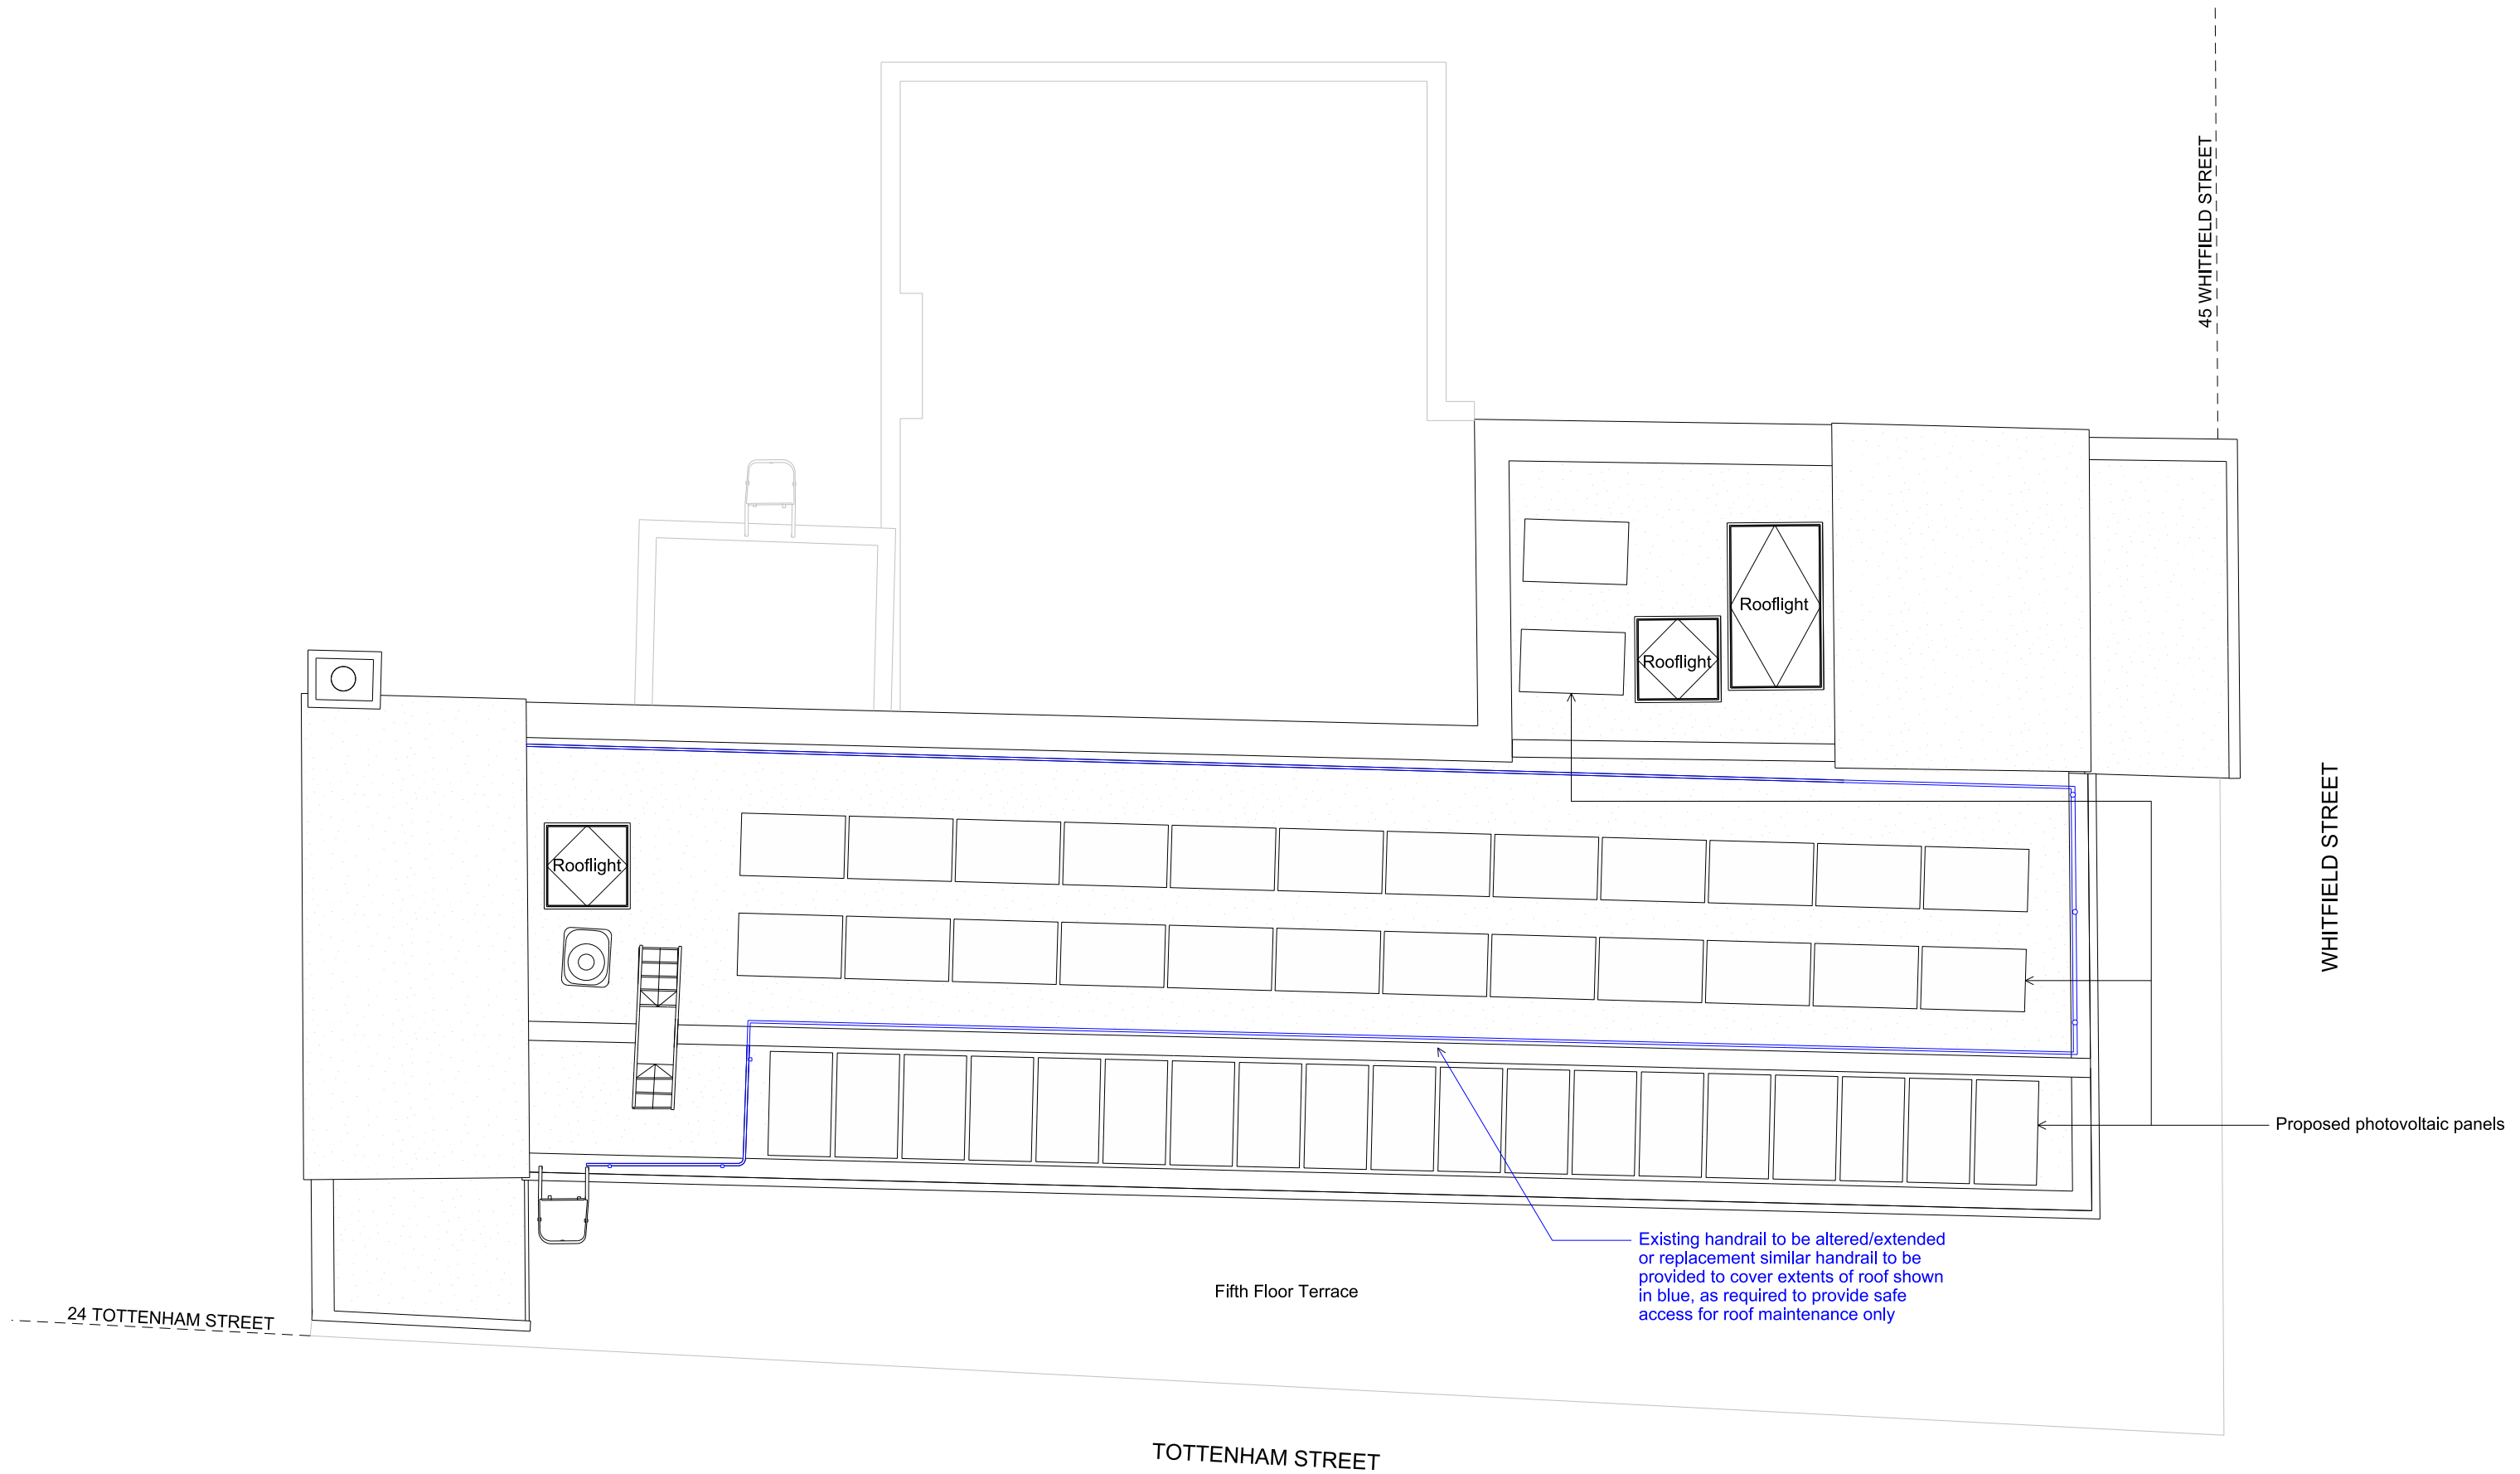 45 WHITFIELD STREET
Rooflight
Rooflight
WHITFIELD STREET
Rooflight
Proposed photovoltaic panels
Existing handrail to be altered/extended
or replacement similar handrail to be
provided to cover extents of roof shown
in blue, as required to provide safe
access for roof maintenance only
Fifth Floor Terrace
24 TOTTENHAM STREET
TOTTENHAM STREET